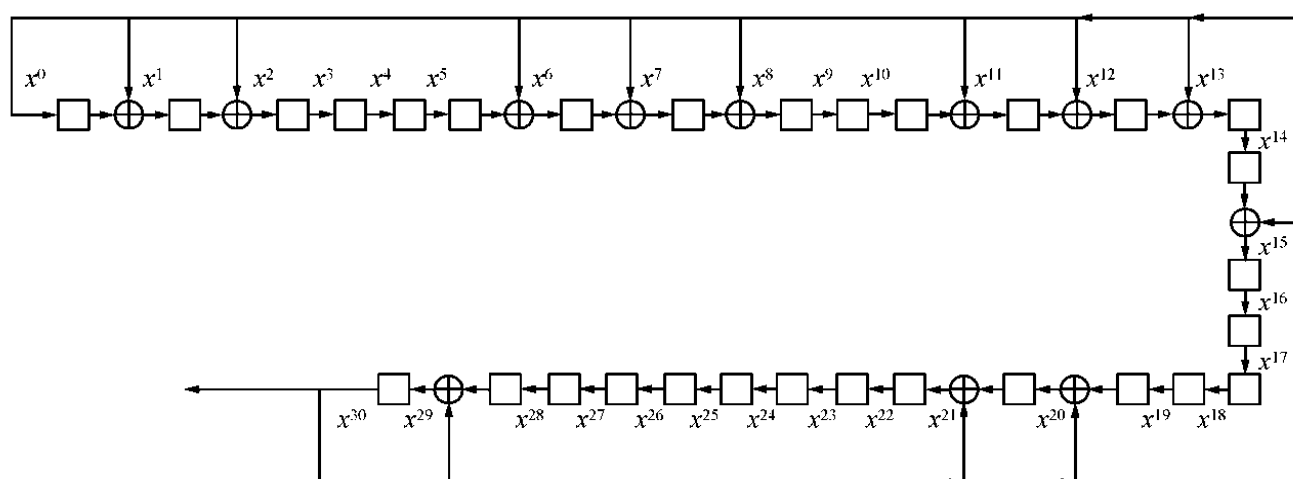 x⁰ x¹ x² x³ x⁴ x⁵ x⁶ x⁷ x⁸ x⁹ x¹⁰ x¹¹ x¹² x¹³
x¹⁴
x¹⁵
x¹⁶
x¹⁷
x³⁰ x²⁹ x²⁸ x²⁷ x²⁶ x²⁵ x²⁴ x²³ x²² x²¹ x²⁰ x¹⁹ x¹⁸